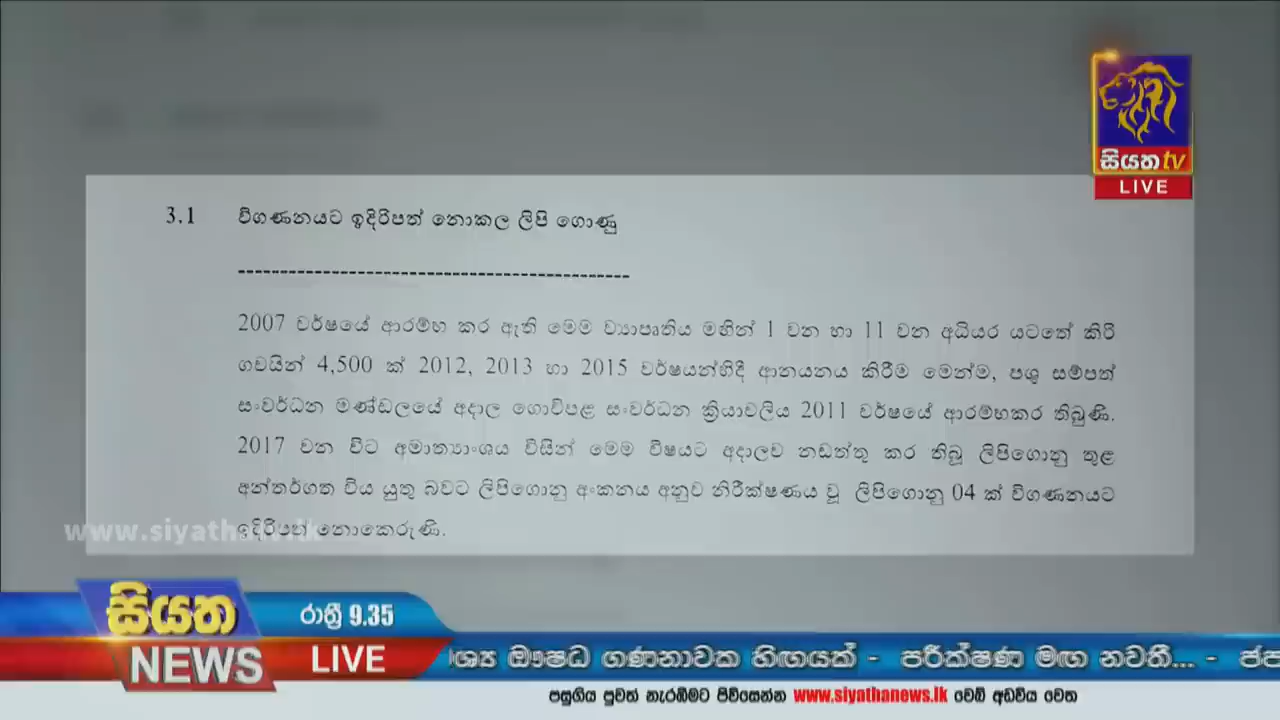 සියත tv
LIVE
3.1 විගණනයට ඉදිරිපත් නොකල ලිපි ගොණු
2007 වර්ෂයේ ආරම්භ කර ඇති මෙම ව්‍යාපෘතිය මඟින් 1 වන හා 11 වන අධියර යටතේ කිරි
ගවයින් 4,500 ක් 2012, 2013 හා 2015 වර්ෂයන්හිදී ආනයනය කිරීම මෙන්ම, පශු සම්පත්
සංවර්ධන මණ්ඩලයේ අදාල ගොවිපළ සංවර්ධන ක්‍රියාවලිය 2011 වර්ෂයේ ආරම්භකර තිබුණි.
2017 වන විට අමාත්‍යාංශය විසින් මෙම විෂයට අදාලව නඩත්තු කර තිබූ ලිපිගොනු තුළ
අන්තර්ගත විය යුතු බවට ලිපිගොනු අංකනය අනුව නිරීක්ෂණය වූ ලිපිගොනු 04 ක් විගණනයට
ඉදිරිපත් නොකෙරුණි.
www.siyathatv.lk
සියත
NEWS
රාත්‍රී 9.35
LIVE
ශ්‍ය ඖෂධ ගණනාවක හිඟයක් - පරීක්ෂණ මඟ නවතී... - ජප
පසුගිය පුවත් නැරඹීමට පිවිසෙන්න www.siyathanews.lk වෙබ් අඩවිය වෙත